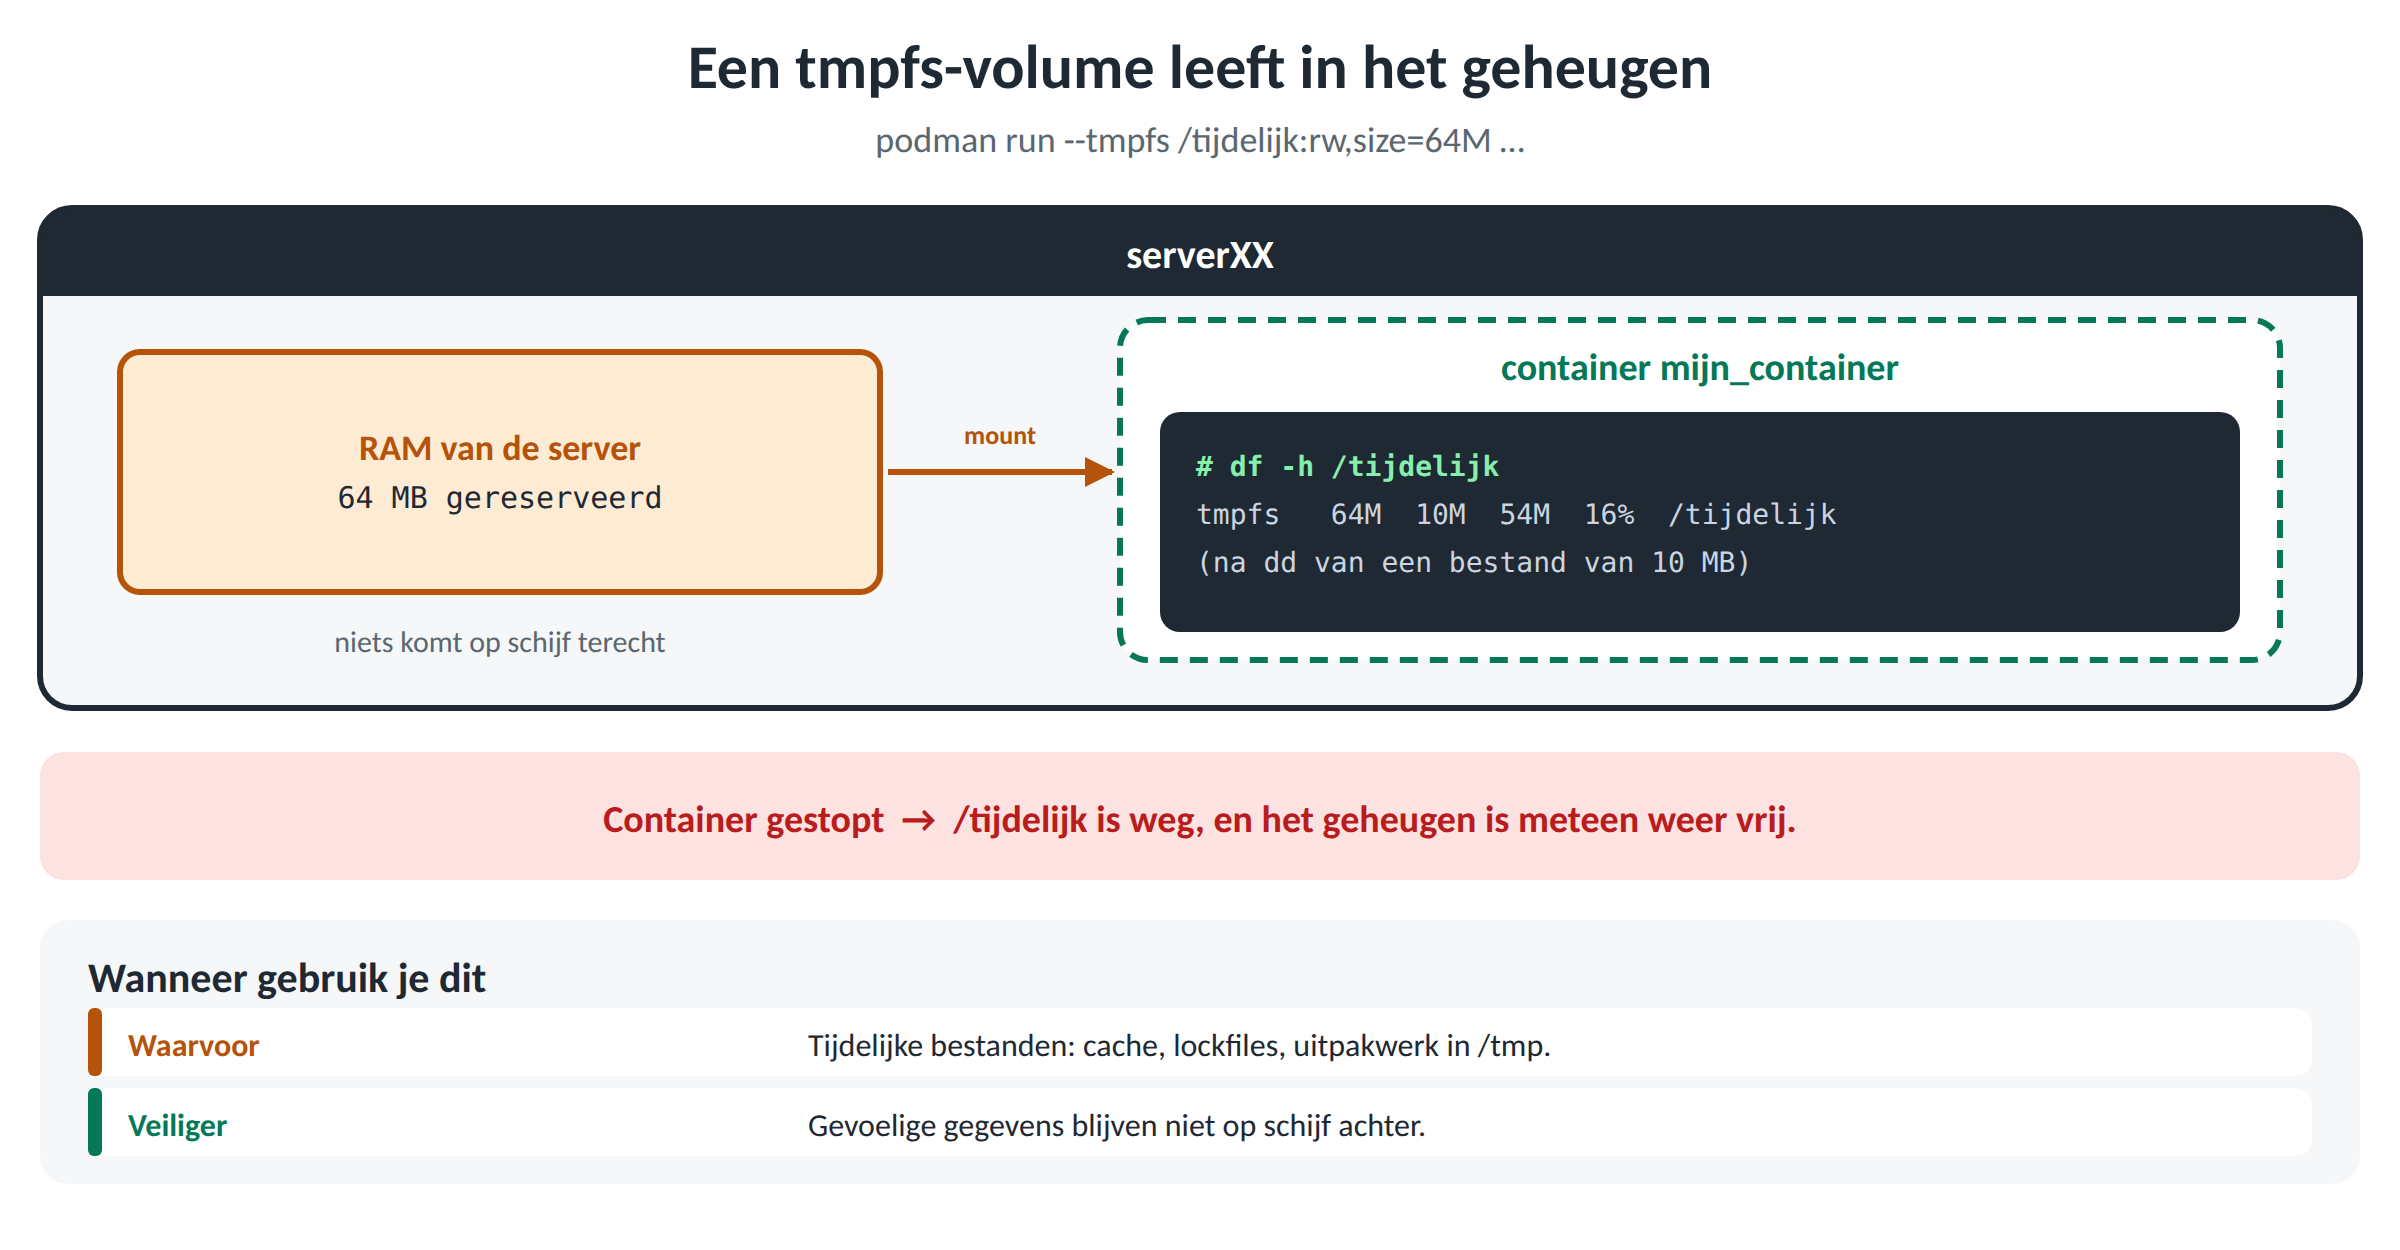 Een tmpfs-volume leeft in het geheugen
podman run --tmpfs /tijdelijk:rw,size=64M ...
serverXX
RAM van de server
64 MB gereserveerd
niets komt op schijf terecht
mount
container mijn_container
# df -h /tijdelijk
tmpfs   64M  10M  54M  16%  /tijdelijk
(na dd van een bestand van 10 MB)
Container gestopt → /tijdelijk is weg, en het geheugen is meteen weer vrij.
Wanneer gebruik je dit
Waarvoor Tijdelijke bestanden: cache, lockfiles, uitpakwerk in /tmp.
Veiliger Gevoelige gegevens blijven niet op schijf achter.